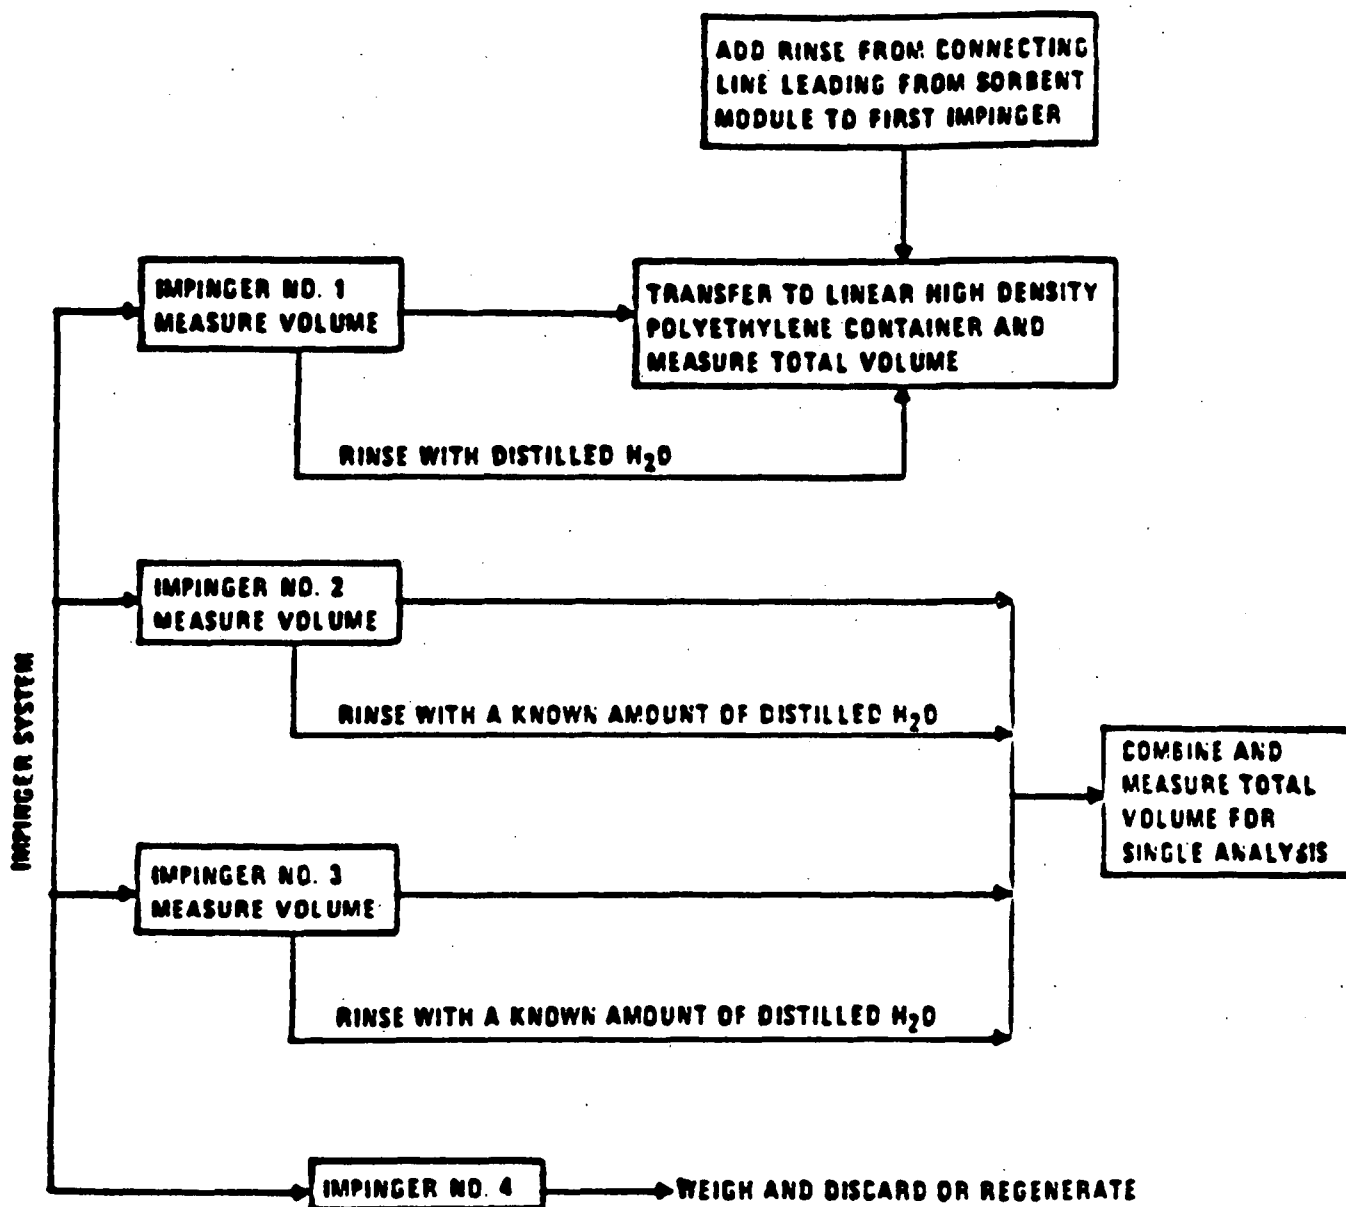 ADD RINSE FROM CONNECTING
LINE LEADING FROM SORBENT
MODULE TO FIRST IMPINGER
IMPINGER NO. 1
MEASURE VOLUME
TRANSFER TO LINEAR HIGH DENSITY
POLYETHYLENE CONTAINER AND
MEASURE TOTAL VOLUME
RINSE WITH DISTILLED H₂O
IMPINGER SYSTEM
IMPINGER NO. 2
MEASURE VOLUME
RINSE WITH A KNOWN AMOUNT OF DISTILLED H₂O
COMBINE AND
MEASURE TOTAL
VOLUME FOR
SINGLE ANALYSIS
IMPINGER NO. 3
MEASURE VOLUME
RINSE WITH A KNOWN AMOUNT OF DISTILLED H₂O
IMPINGER NO. 4
WEIGH AND DISCARD OR REGENERATE